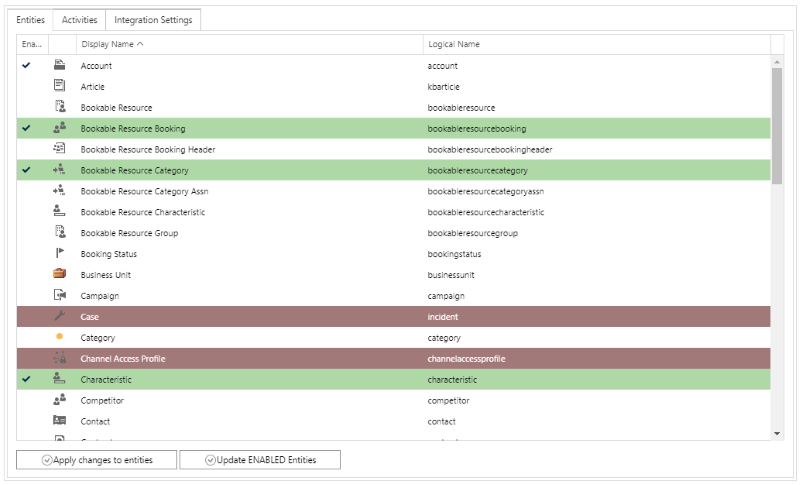 Entities Activities Integration Settings
Ena... Display Name Logical Name
Account account
Article kbarticle
Bookable Resource bookableresource
Bookable Resource Booking bookableresourcebooking
Bookable Resource Booking Header bookableresourcebookingheader
Bookable Resource Category bookableresourcecategory
Bookable Resource Category Assn bookableresourcecategoryassn
Bookable Resource Characteristic bookableresourcecharacteristic
Bookable Resource Group bookableresourcegroup
Booking Status bookingstatus
Business Unit businessunit
Campaign campaign
Case incident
Category category
Channel Access Profile channelaccessprofile
Characteristic characteristic
Competitor competitor
Contact contact
Apply changes to entities Update ENABLED Entities